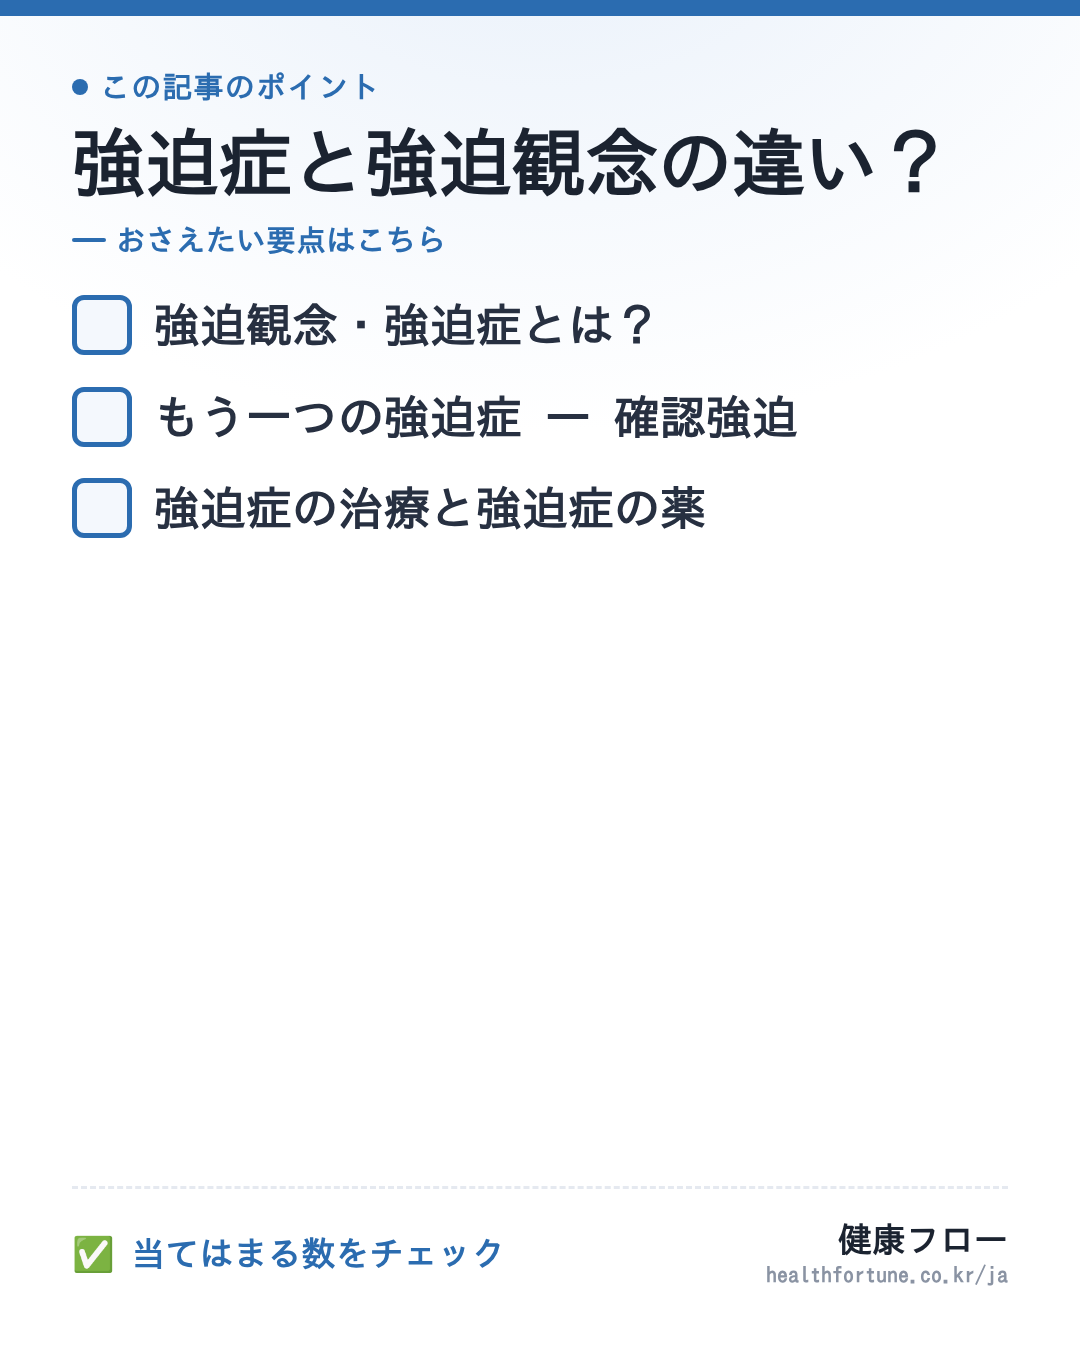 この記事のポイント
強迫症と強迫観念の違い？
― おさえたい要点はこちら
強迫観念・強迫症とは？
もう一つの強迫症 — 確認強迫
強迫症の治療と強迫症の薬
✅ 当てはまる数をチェック
健康フロー
healthfortune.co.kr/ja